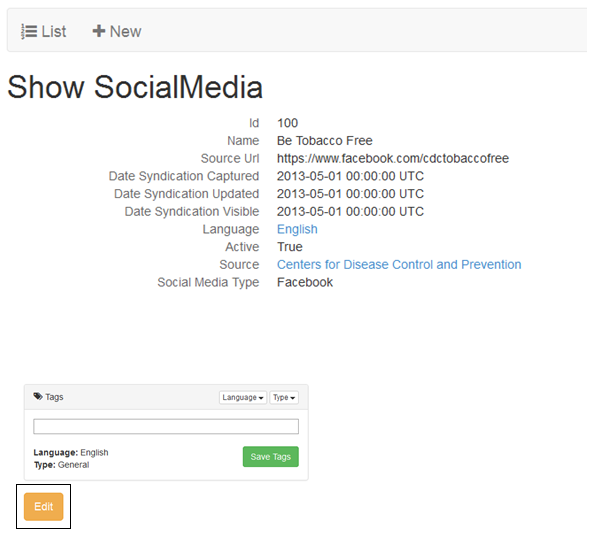 List New
Show SocialMedia
Id 100
Name Be Tobacco Free
Source Url https://www.facebook.com/cdctobaccofree
Date Syndication Captured 2013-05-01 00:00:00 UTC
Date Syndication Updated 2013-05-01 00:00:00 UTC
Date Syndication Visible 2013-05-01 00:00:00 UTC
Language English
Active True
Source Centers for Disease Control and Prevention
Social Media Type Facebook
Tags Language Type
Language: English
Type: General
Save Tags
Edit